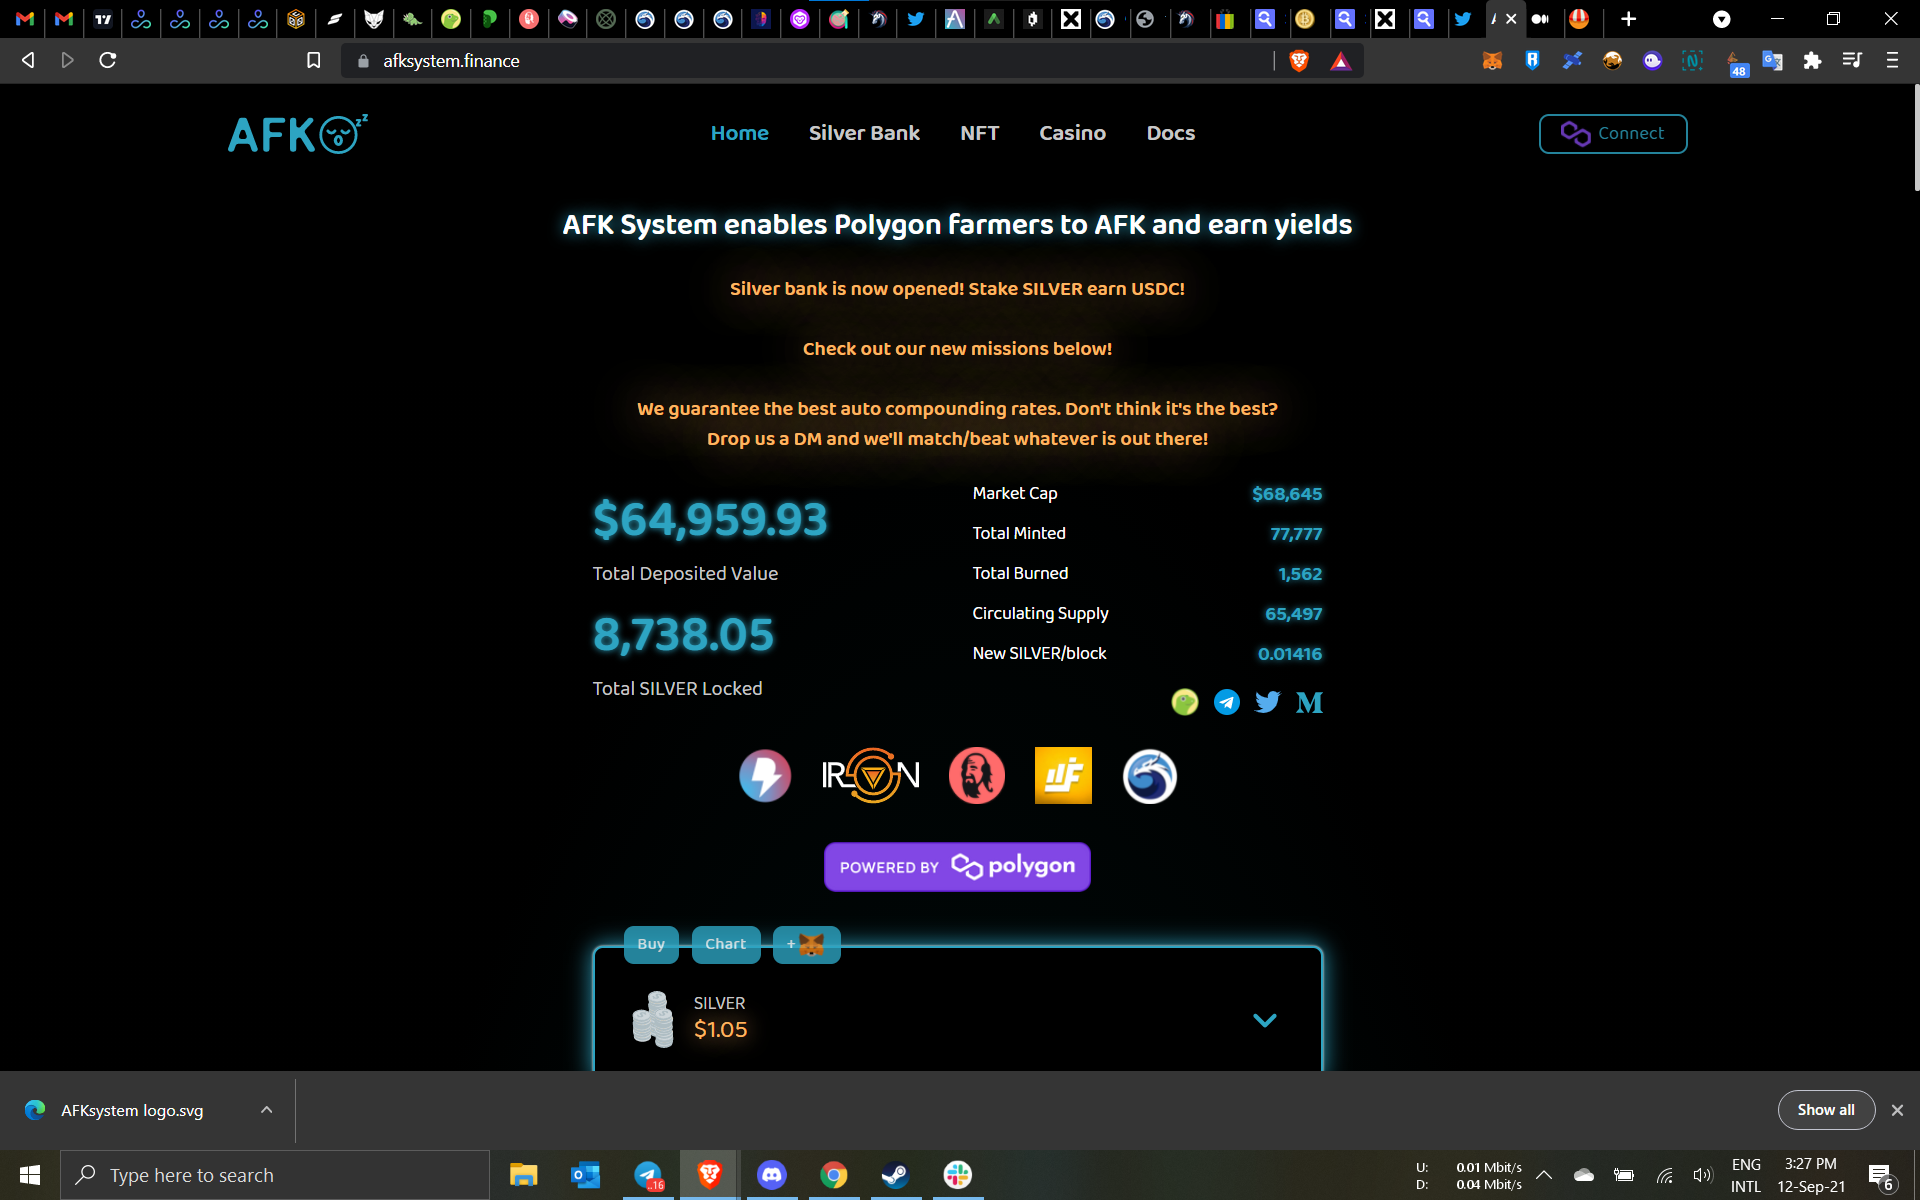 afksystem.finance
48
AFK
zz
Home
Silver Bank
NFT
Casino
Docs
Connect
AFK System enables Polygon farmers to AFK and earn yields
Silver bank is now opened! Stake SILVER earn USDC!
Check out our new missions below!
We guarantee the best auto compounding rates. Don't think it's the best?
Drop us a DM and we'll match/beat whatever is out there!
$64,959.93
Total Deposited Value
8,738.05
Total SILVER Locked
Market Cap $68,645
Total Minted 77,777
Total Burned 1,562
Circulating Supply 65,497
New SILVER/block 0.01416
M
IRON
POWERED BY polygon
Buy
Chart
+
SILVER
$1.05
AFKsystem logo.svg
Show all
Type here to search
..16
U: 0.01 Mbit/s
D: 0.04 Mbit/s
ENG
INTL
3:27 PM
12-Sep-21
6